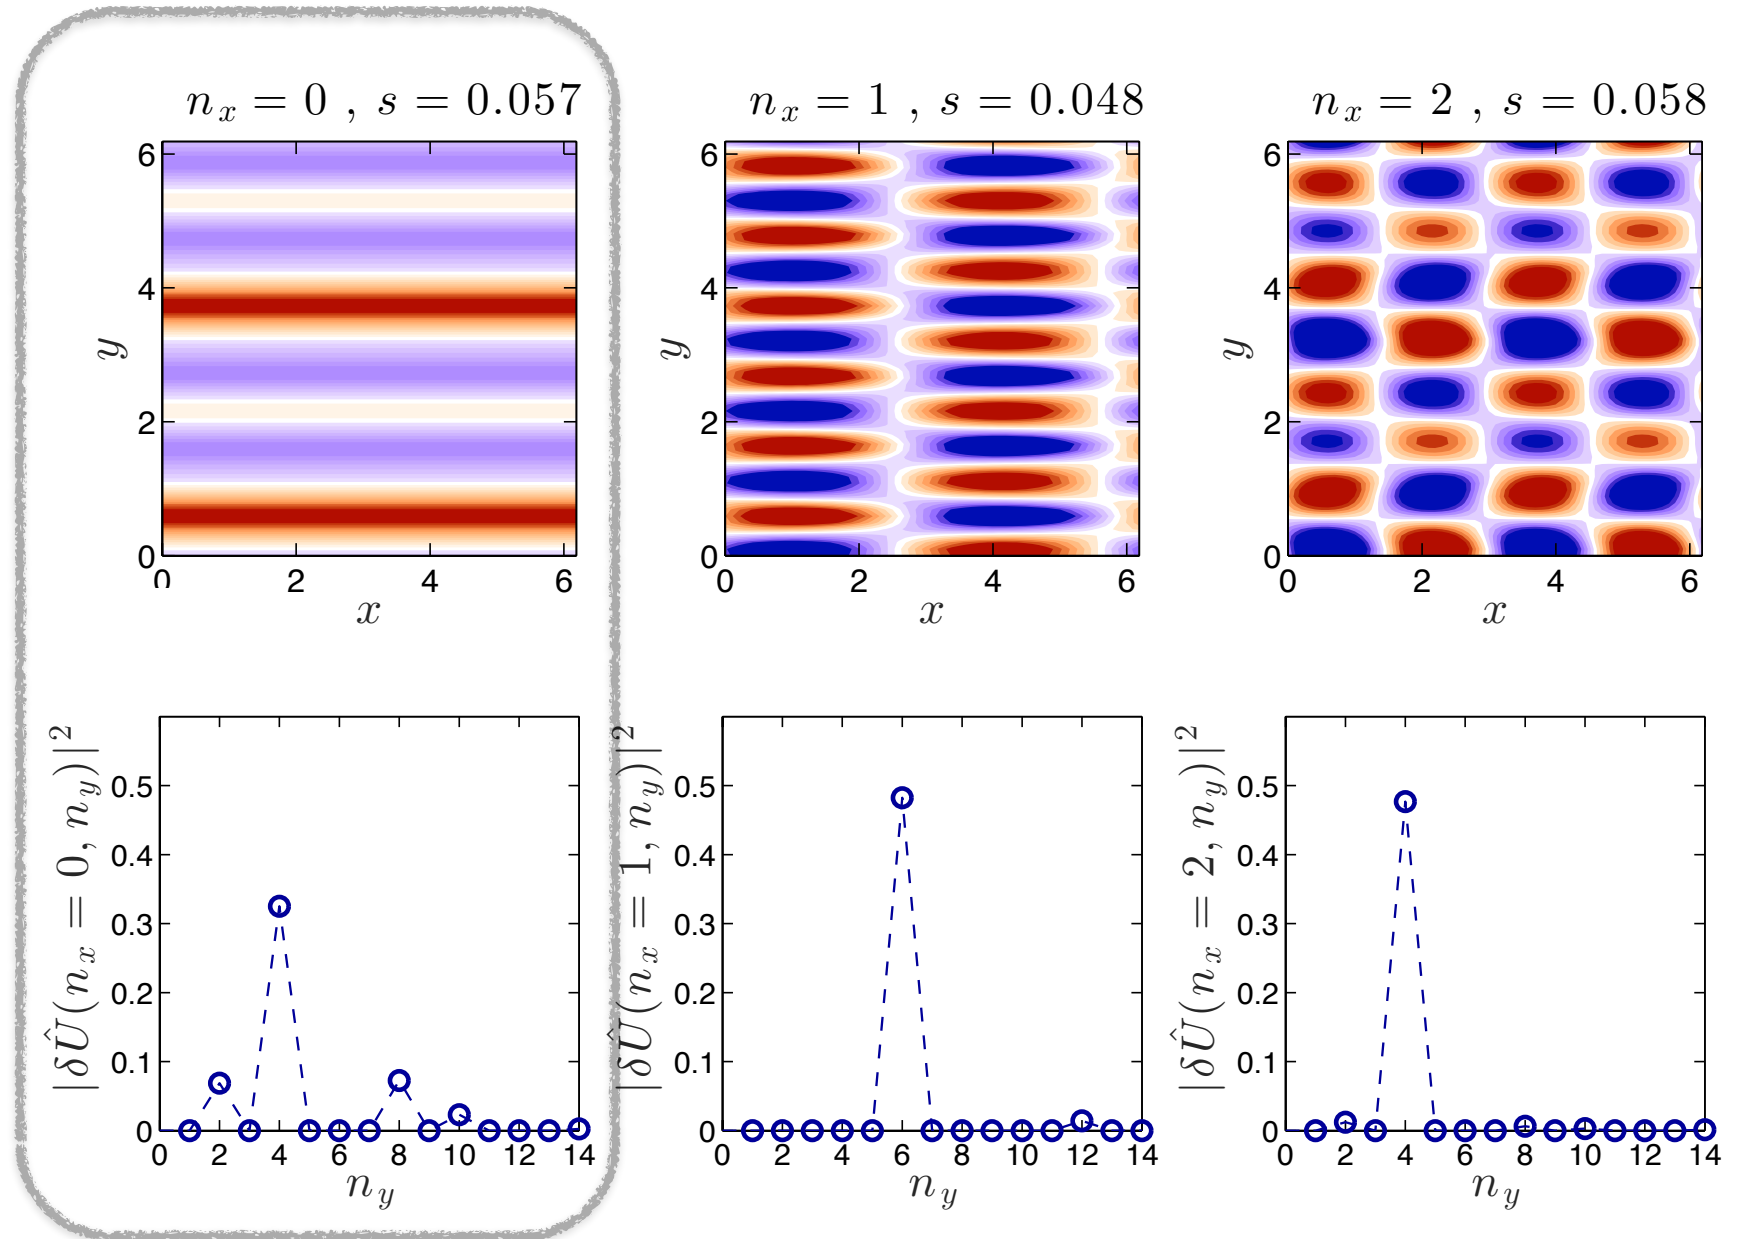 n_x = 0 , s = 0.057
6
4
2
0
0 2 4 6
y
x
n_x = 1 , s = 0.048
6
4
2
0
0 2 4 6
y
x
n_x = 2 , s = 0.058
6
4
2
0
0 2 4 6
y
x
|δÛ(n_x = 0, n_y)|²
0.5
0.4
0.3
0.2
0.1
0
0 2 4 6 8 10 12 14
n_y
|δÛ(n_x = 1, n_y)|²
0.5
0.4
0.3
0.2
0.1
0
0 2 4 6 8 10 12 14
n_y
|δÛ(n_x = 2, n_y)|²
0.5
0.4
0.3
0.2
0.1
0
0 2 4 6 8 10 12 14
n_y